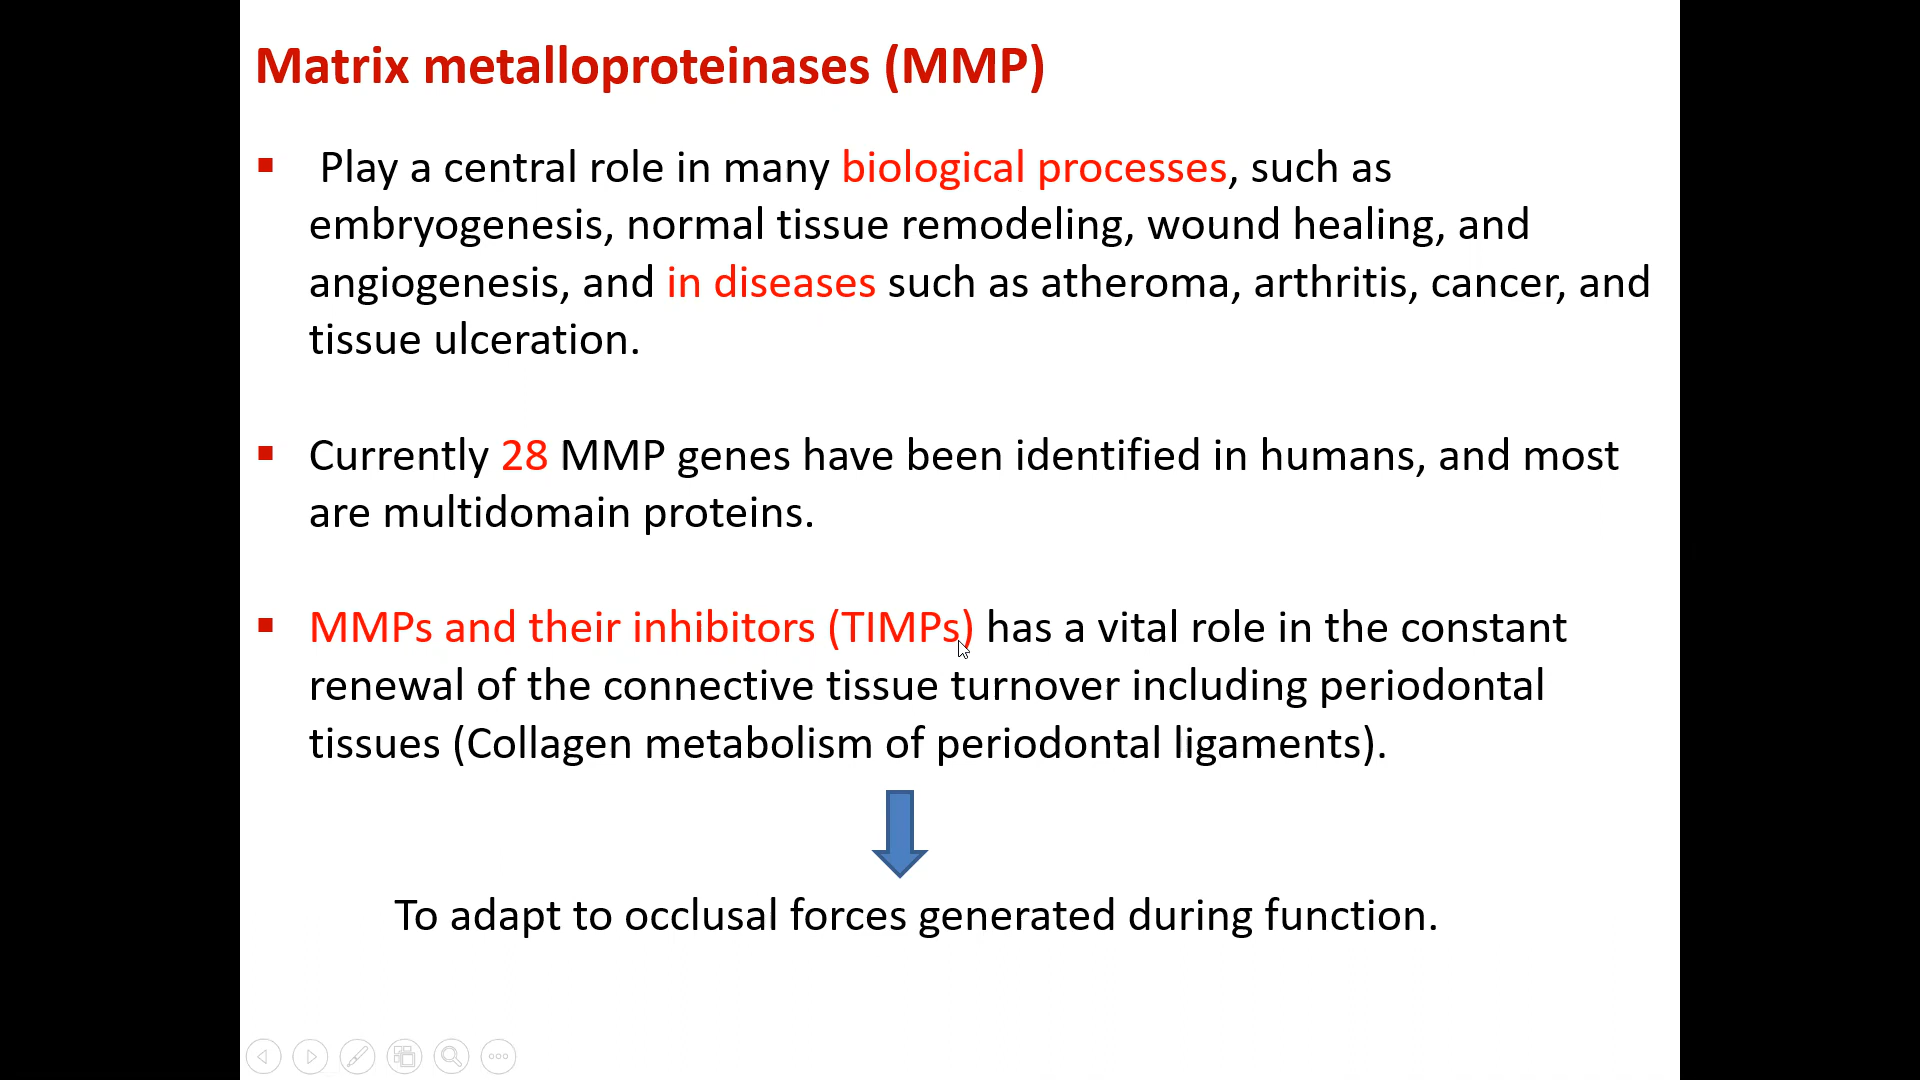 Matrix metalloproteinases (MMP)
▪ Play a central role in many biological processes, such as
embryogenesis, normal tissue remodeling, wound healing, and
angiogenesis, and in diseases such as atheroma, arthritis, cancer, and
tissue ulceration.
▪ Currently 28 MMP genes have been identified in humans, and most
are multidomain proteins.
▪ MMPs and their inhibitors (TIMPs) has a vital role in the constant
renewal of the connective tissue turnover including periodontal
tissues (Collagen metabolism of periodontal ligaments).
To adapt to occlusal forces generated during function.